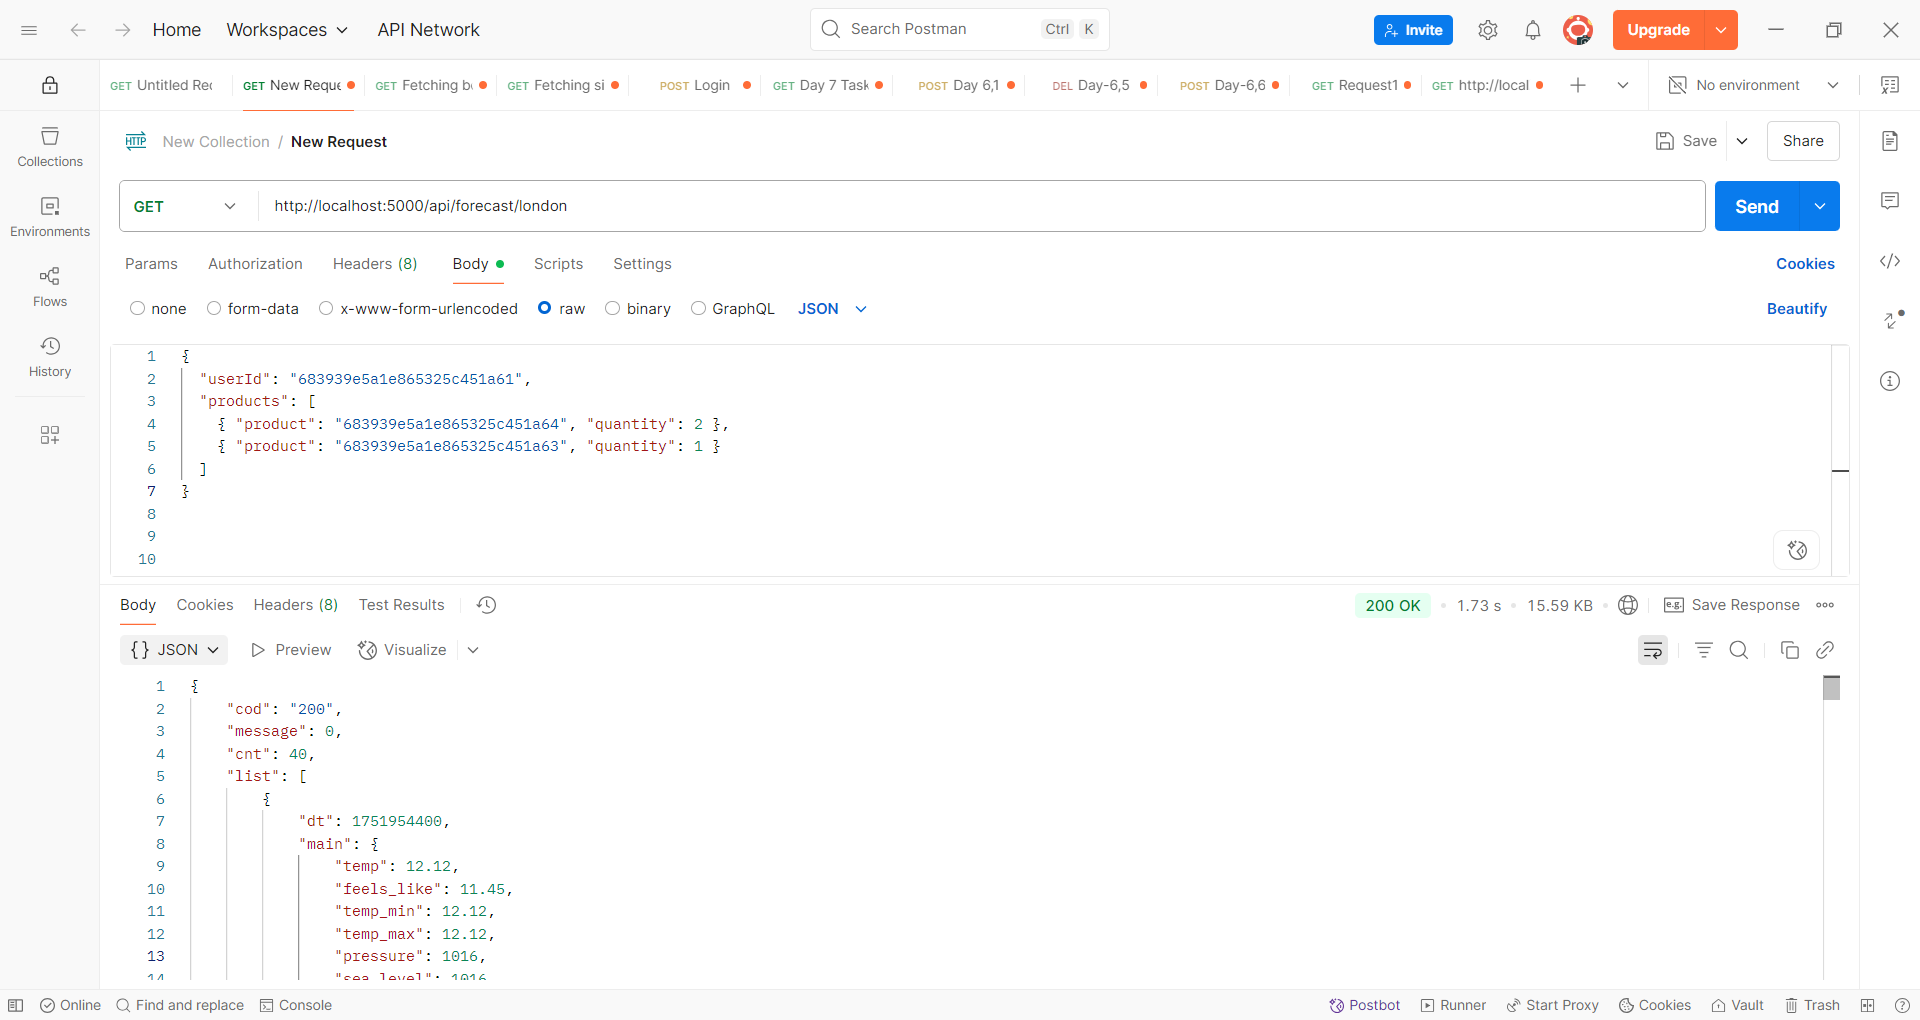 Home Workspaces API Network Search Postman Ctrl K Invite Upgrade
GET Untitled Rec GET New Reque GET Fetching b GET Fetching si POST Login GET Day 7 Task POST Day 6,1 DEL Day-6,5 POST Day-6,6 GET Request1 GET http://local No environment
HTTP New Collection / New Request Save Share
Collections
Environments
Flows
History
GET http://localhost:5000/api/forecast/london Send
Params Authorization Headers (8) Body Scripts Settings Cookies
none form-data x-www-form-urlencoded raw binary GraphQL JSON Beautify
1 {
2 "userId": "683939e5a1e865325c451a61",
3 "products": [
4 { "product": "683939e5a1e865325c451a64", "quantity": 2 },
5 { "product": "683939e5a1e865325c451a63", "quantity": 1 }
6 ]
7 }
8
9
10
Body Cookies Headers (8) Test Results 200 OK 1.73 s 15.59 KB e.g. Save Response
{} JSON Preview Visualize
1 {
2 "cod": "200",
3 "message": 0,
4 "cnt": 40,
5 "list": [
6 {
7 "dt": 1751954400,
8 "main": {
9 "temp": 12.12,
10 "feels_like": 11.45,
11 "temp_min": 12.12,
12 "temp_max": 12.12,
13 "pressure": 1016,
14 "sea_level": 1016
Online Find and replace Console Postbot Runner Start Proxy Cookies Vault Trash